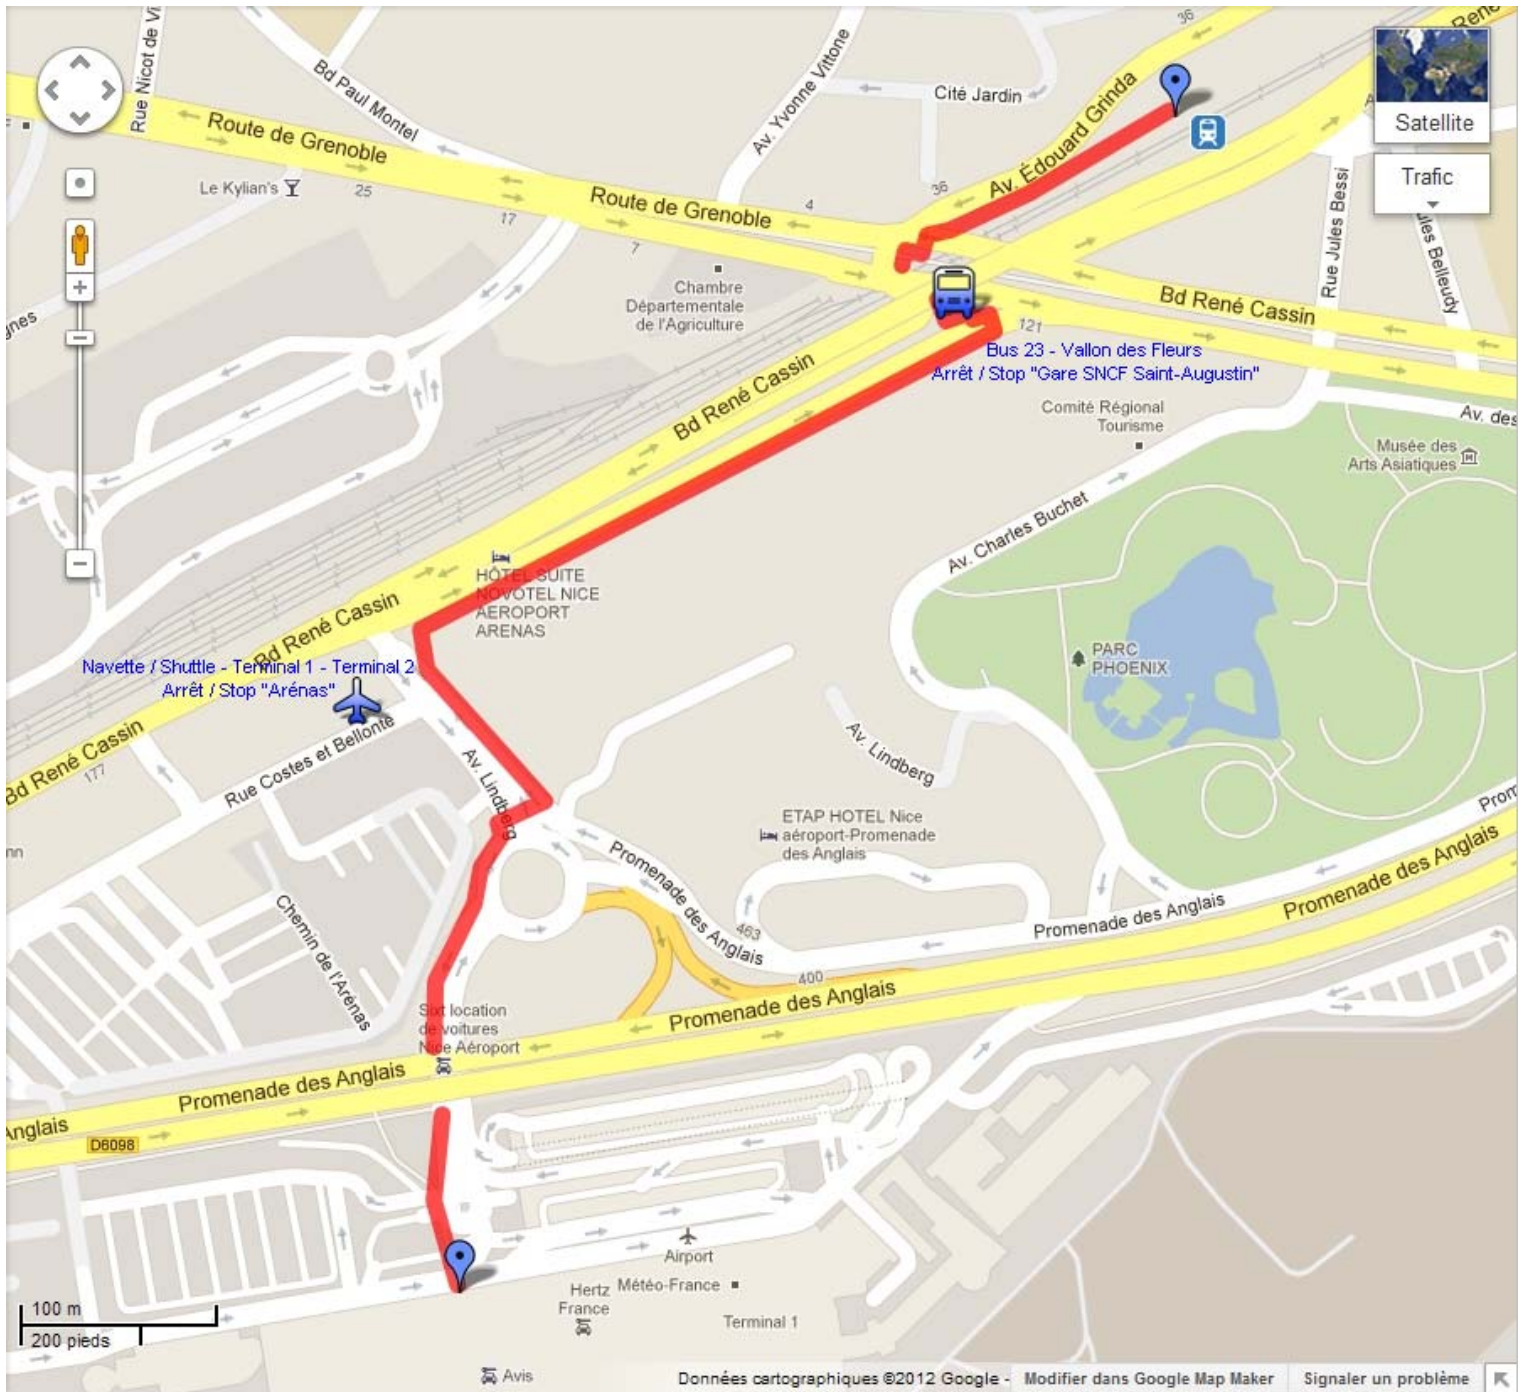 36
René
Rue Nicot de Vi
Bd Paul Montel
Av. Yvonne Vittone
Cité Jardin
Av. Édouard Grinda
Satellite
Trafic
Route de Grenoble
Le Kylian's
25
17
Route de Grenoble
4
7
36
Rue Jules Bessi
ules Belleudy
Chambre
Départementale
de l'Agriculture
Bd René Cassin
121
gnes
Bus 23 - Vallon des Fleurs
Arrêt / Stop "Gare SNCF Saint-Augustin"
Bd René Cassin
Comité Régional
Tourisme
Av. des
Musée des
Arts Asiatiques
Av. Charles Buchet
HÔTEL SUITE
NOVOTEL NICE
AEROPORT
ARENAS
Bd René Cassin
Navette / Shuttle - Terminal 1 - Terminal 2
Arrêt / Stop "Arénas"
PARC
PHOENIX
Bd René Cassin
177
Rue Costes et Bellonte
Av. Lindberg
Av. Lindberg
ETAP HOTEL Nice
aéroport-Promenade
des Anglais
nn
Prom
Promenade des Anglais
Promenade des Anglais
Promenade des Anglais
463
400
Chemin de l'Arénas
Sixt location
de voitures
Nice Aéroport
Promenade des Anglais
Promenade des Anglais
Anglais
D6098
Airport
Hertz
France
Météo-France
Terminal 1
100 m
200 pieds
Avis
Données cartographiques ©2012 Google -
Modifier dans Google Map Maker
Signaler un problème